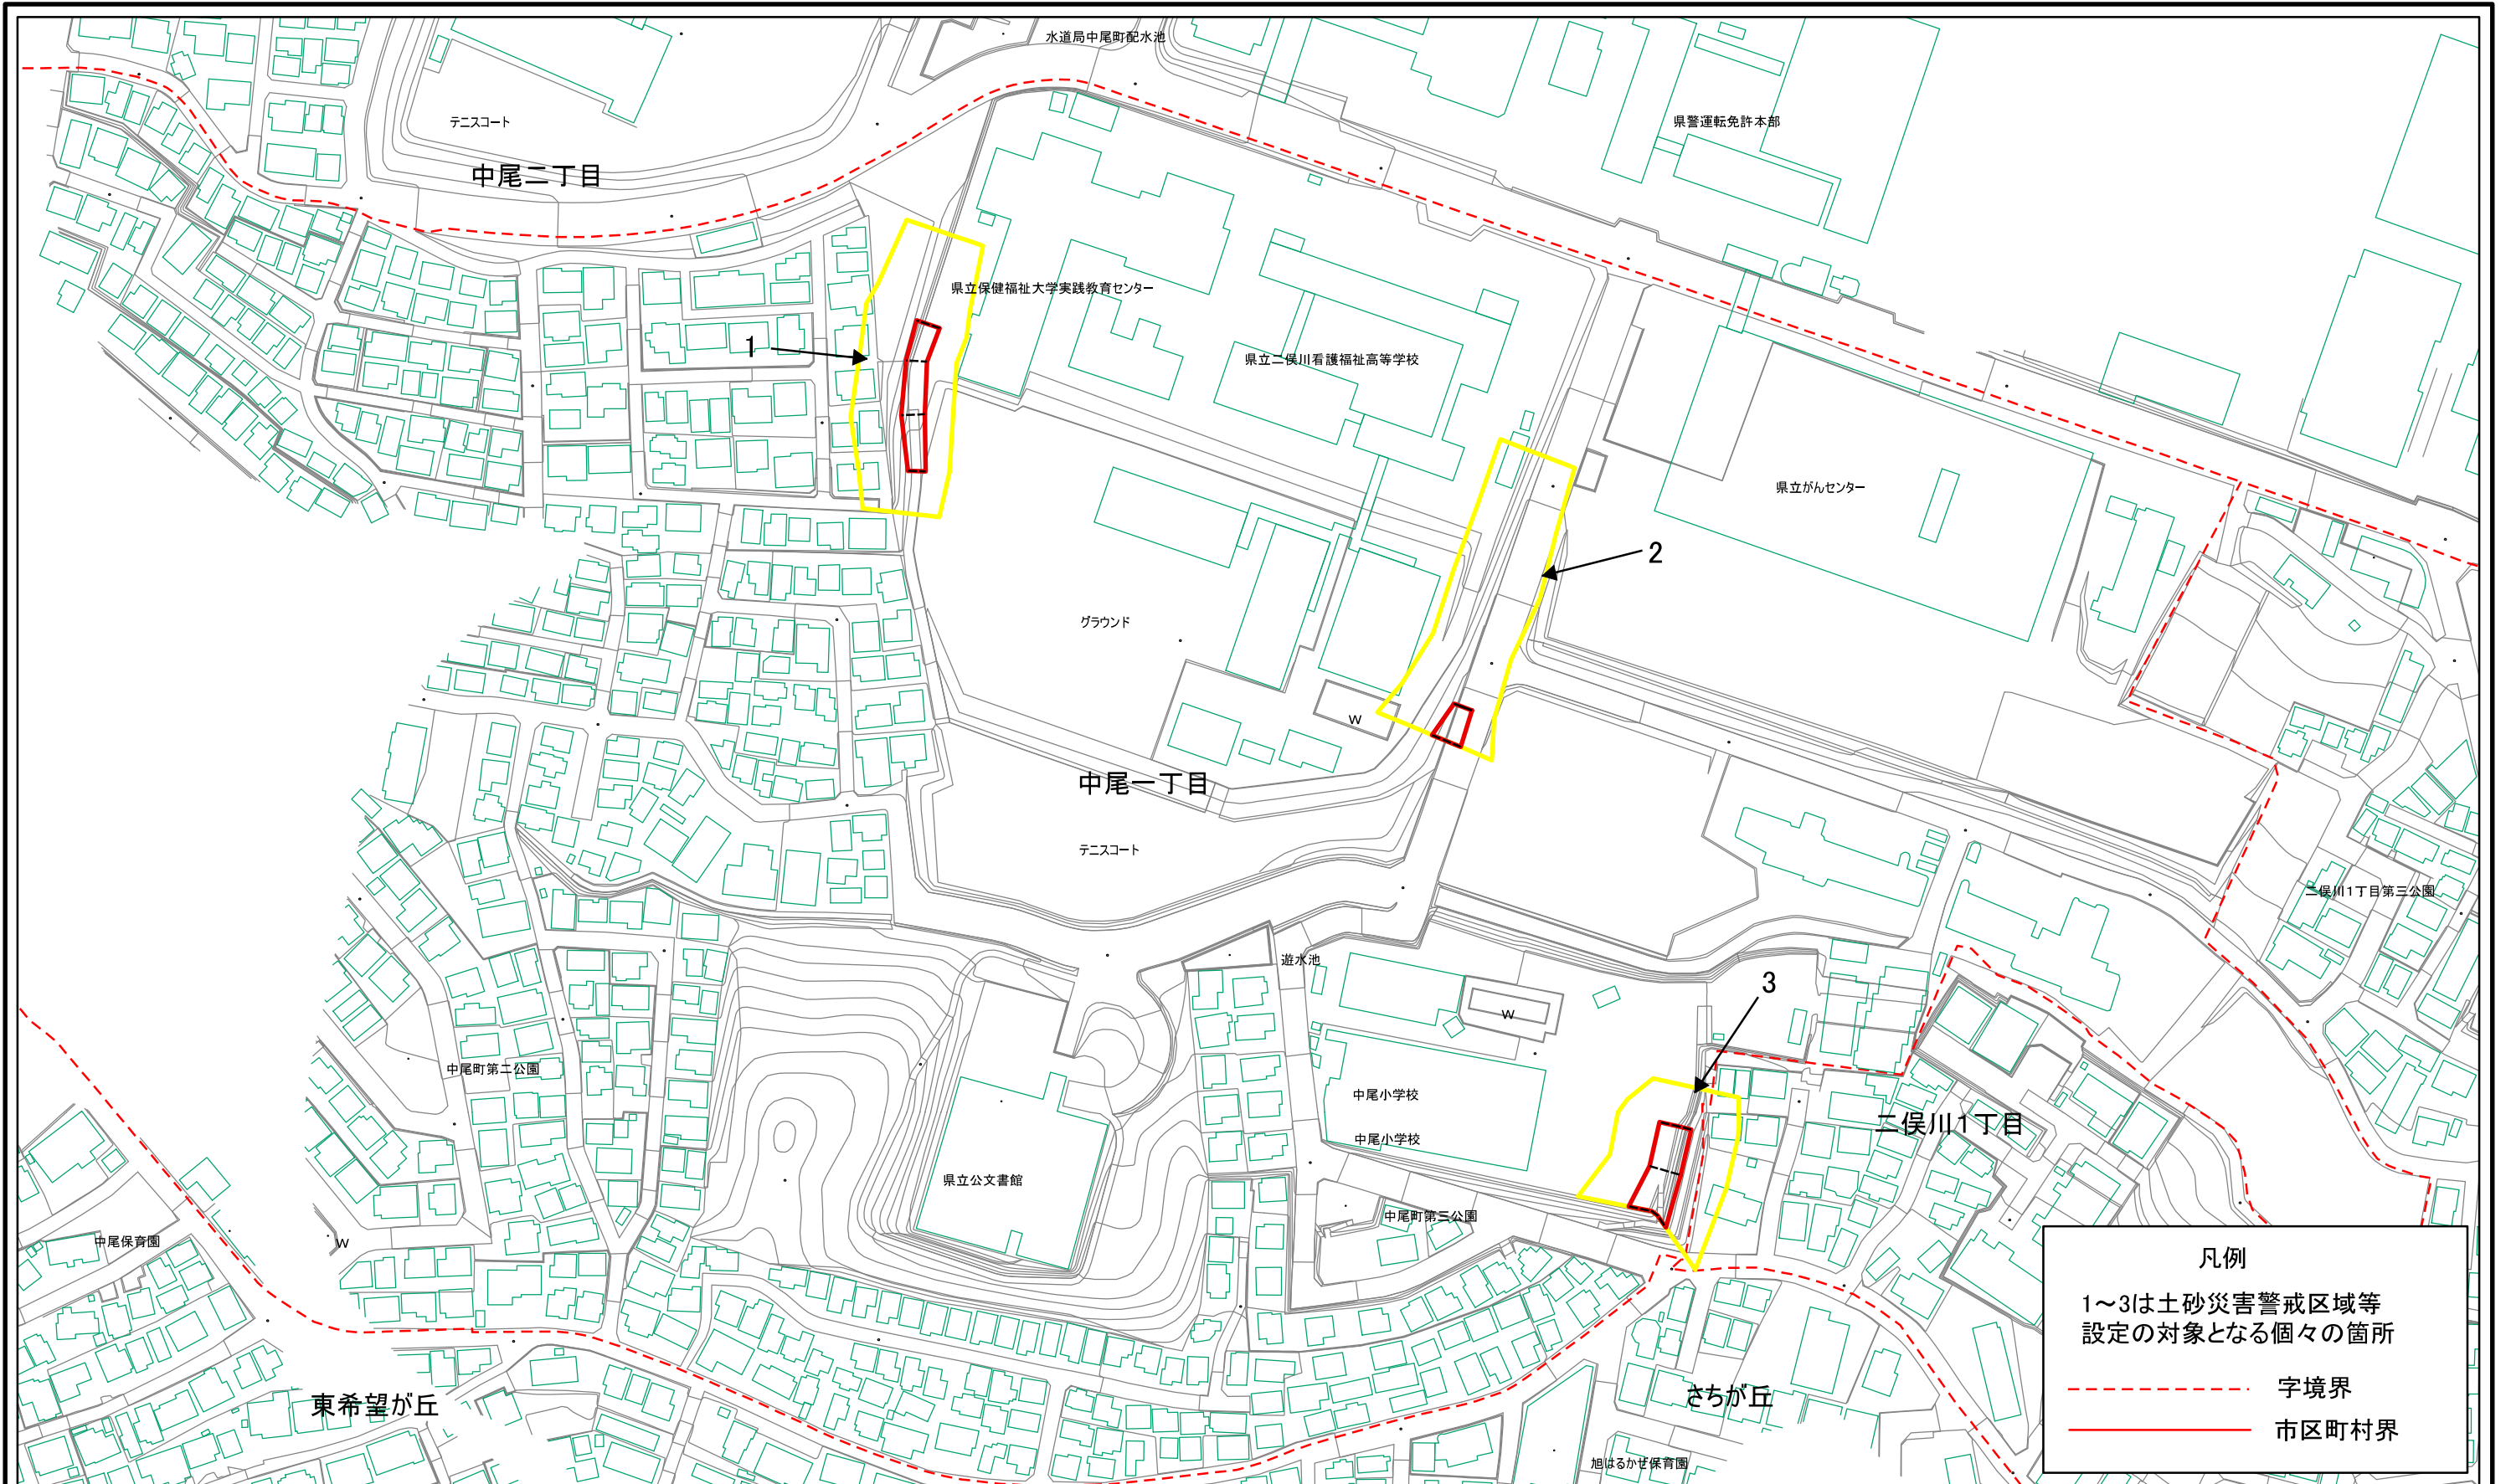 水道局中尾町配水池
テニスコート
県警運転免許本部
中尾二丁目
県立保健福祉大学実践教育センター
1
県立二俣川看護福祉高等学校
県立がんセンター
2
グラウンド
W
中尾一丁目
テニスコート
二俣川1丁目第三公園
遊水池
3
W
中尾町第二公園
中尾小学校
二俣川1丁目
中尾小学校
県立公文書館
中尾町第三公園
中尾保育園
W
東希望が丘
さちが丘
旭はるかぜ保育園
凡例
1~3は土砂災害警戒区域等
設定の対象となる個々の箇所
字境界
市区町村界